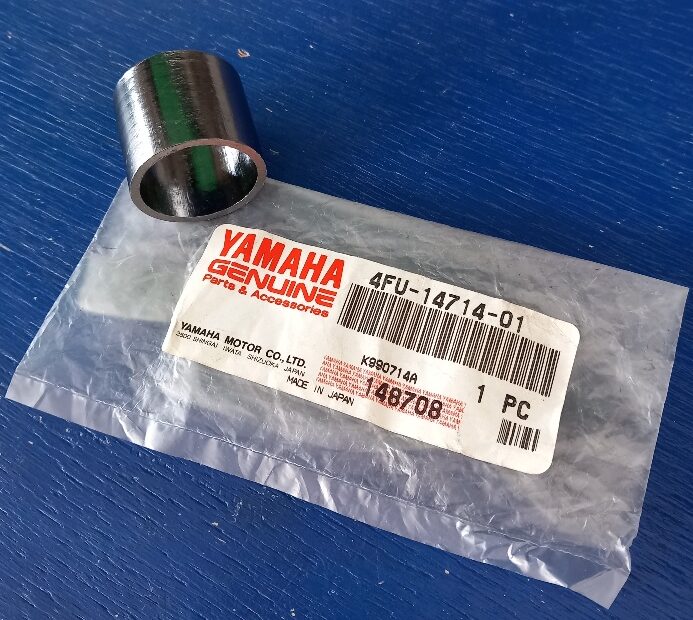 YAMAHA
GENUINE
Parts & Accessories
YAMAHA MOTOR CO., LTD.
2500 SHINGAI IWATA SHIZUOKA JAPAN
MADE IN JAPAN
4FU-14714-01
K990714A
148708
1 PC